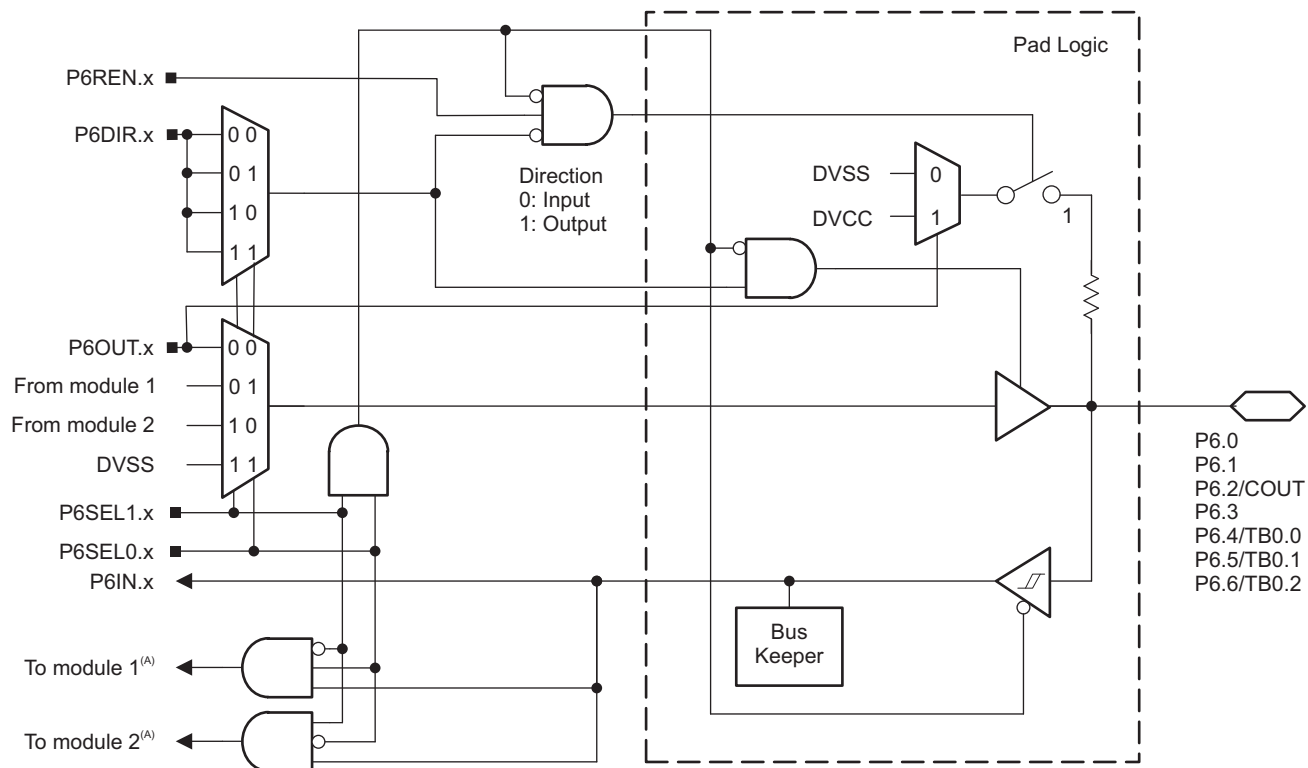 Pad Logic
P6REN.x
P6DIR.x
0 0
0 1
1 0
1 1
Direction
0: Input
1: Output
DVSS
DVCC
0
1
1
P6OUT.x
From module 1
From module 2
DVSS
0 0
0 1
1 0
1 1
P6SEL1.x
P6SEL0.x
P6IN.x
P6.0
P6.1
P6.2/COUT
P6.3
P6.4/TB0.0
P6.5/TB0.1
P6.6/TB0.2
Bus
Keeper
To module 1(A)
To module 2(A)